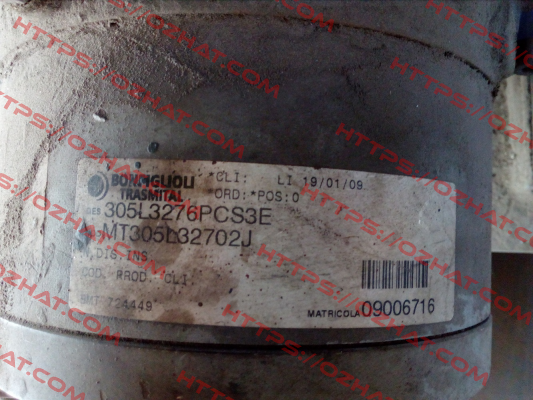 BONFIGLIOLI
TRASMITAL
*CLI: LI 19/01/09
ORD:*POS:0
DES 305L3276PCS3E
MT305L32702J
N.DIS.INS
COD. PROD. CLI.
724449
MATRICOLA 09006716
HTTPS://OZHAT.COM